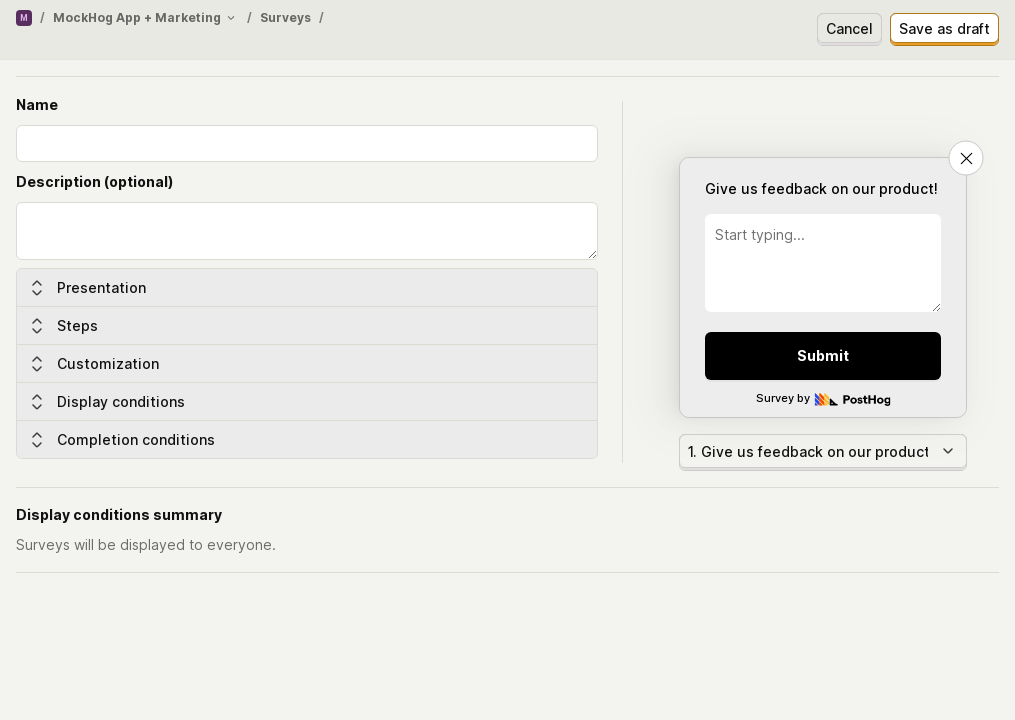 M / MockHog App + Marketing / Surveys /
Cancel
Save as draft
Name
Description (optional)
Presentation
Steps
Customization
Display conditions
Completion conditions
Give us feedback on our product!
Start typing...
Submit
Survey by PostHog
1. Give us feedback on our product
Display conditions summary
Surveys will be displayed to everyone.